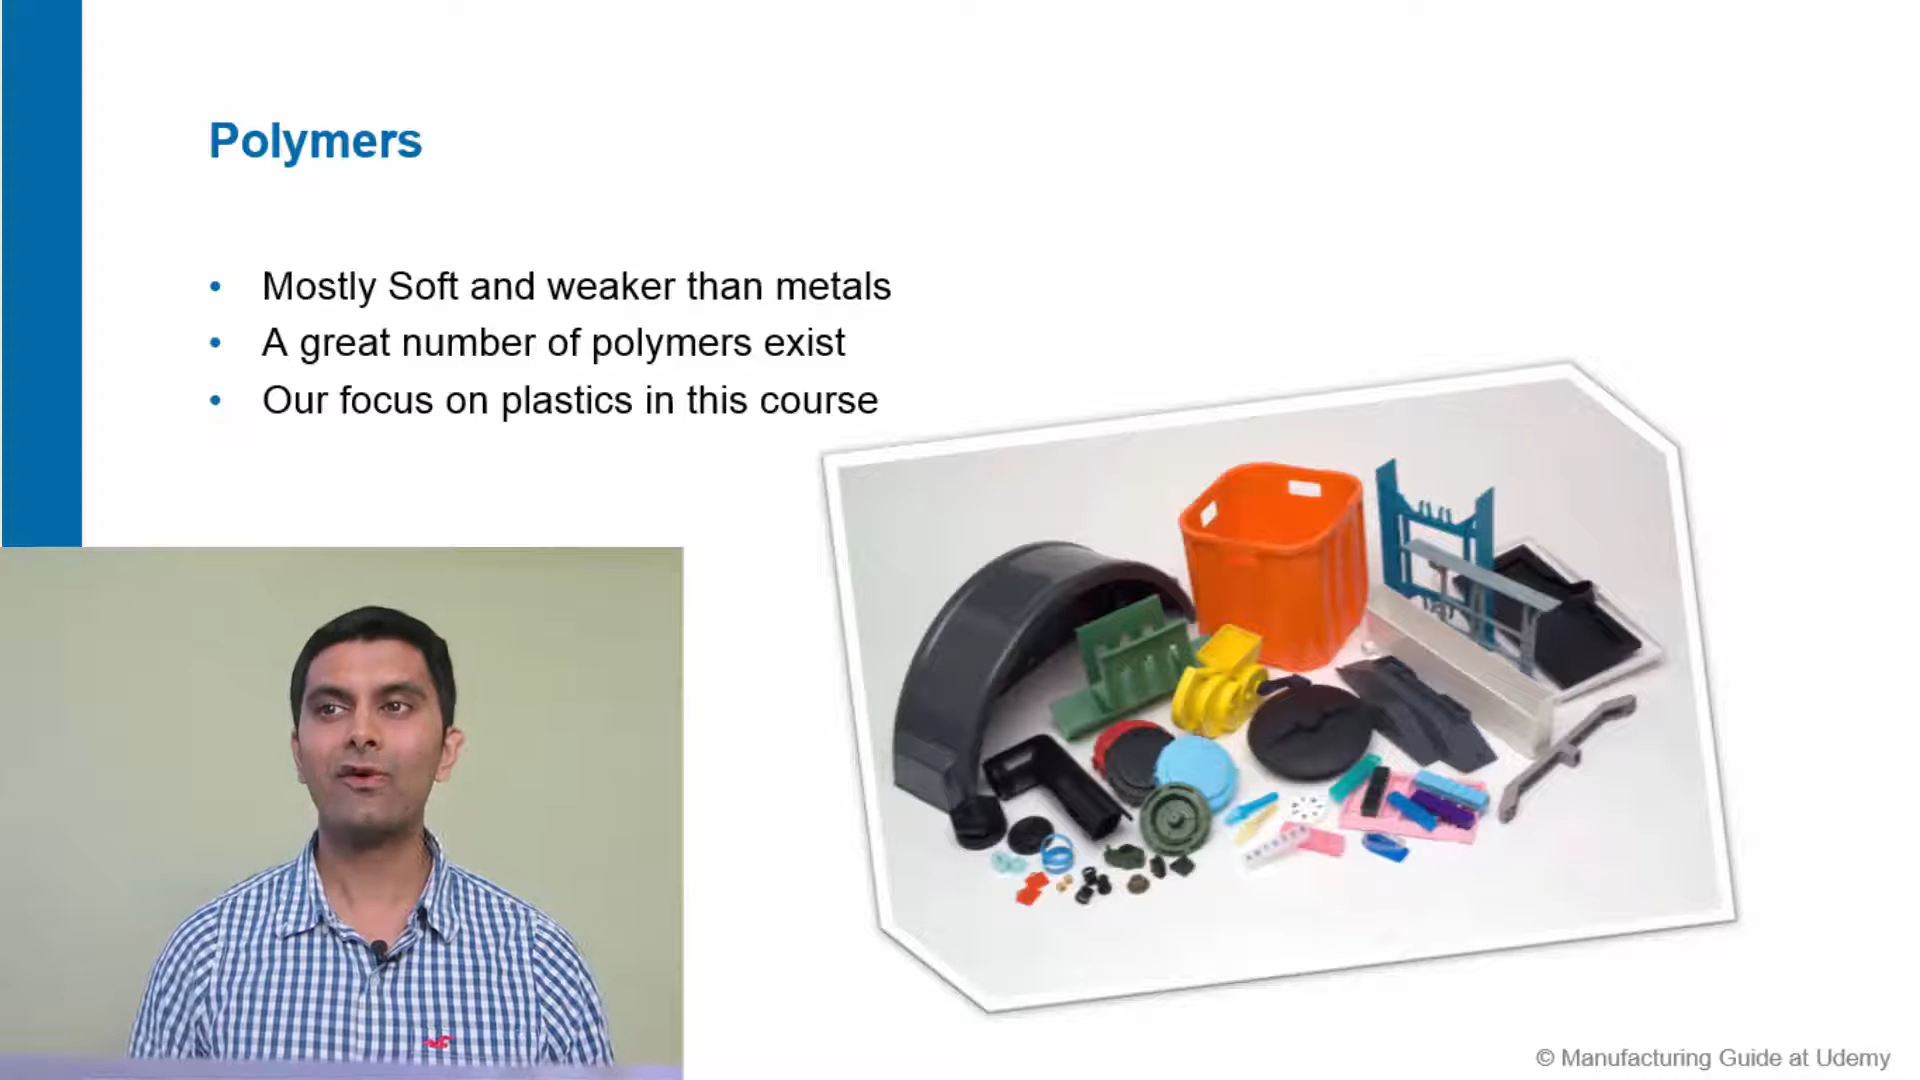 Polymers
• Mostly Soft and weaker than metals
• A great number of polymers exist
• Our focus on plastics in this course
© Manufacturing Guide at Udemy